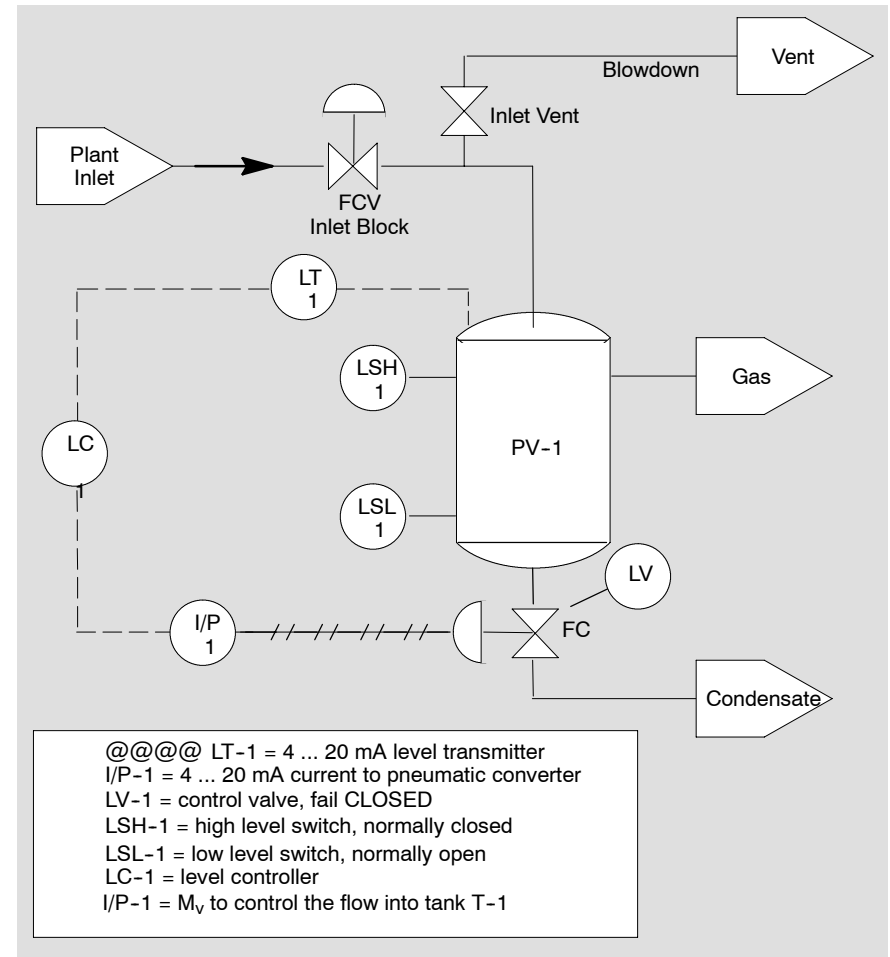 Vent
Blowdown
Inlet Vent
Plant
Inlet
FCV
Inlet Block
LT
1
LSH
1
Gas
LC
1
PV-1
LSL
1
LV
I/P
1
FC
Condensate
@@@@ LT-1 = 4 ... 20 mA level transmitter
I/P-1 = 4 ... 20 mA current to pneumatic converter
LV-1 = control valve, fail CLOSED
LSH-1 = high level switch, normally closed
LSL-1 = low level switch, normally open
LC-1 = level controller
I/P-1 = Mv to control the flow into tank T-1